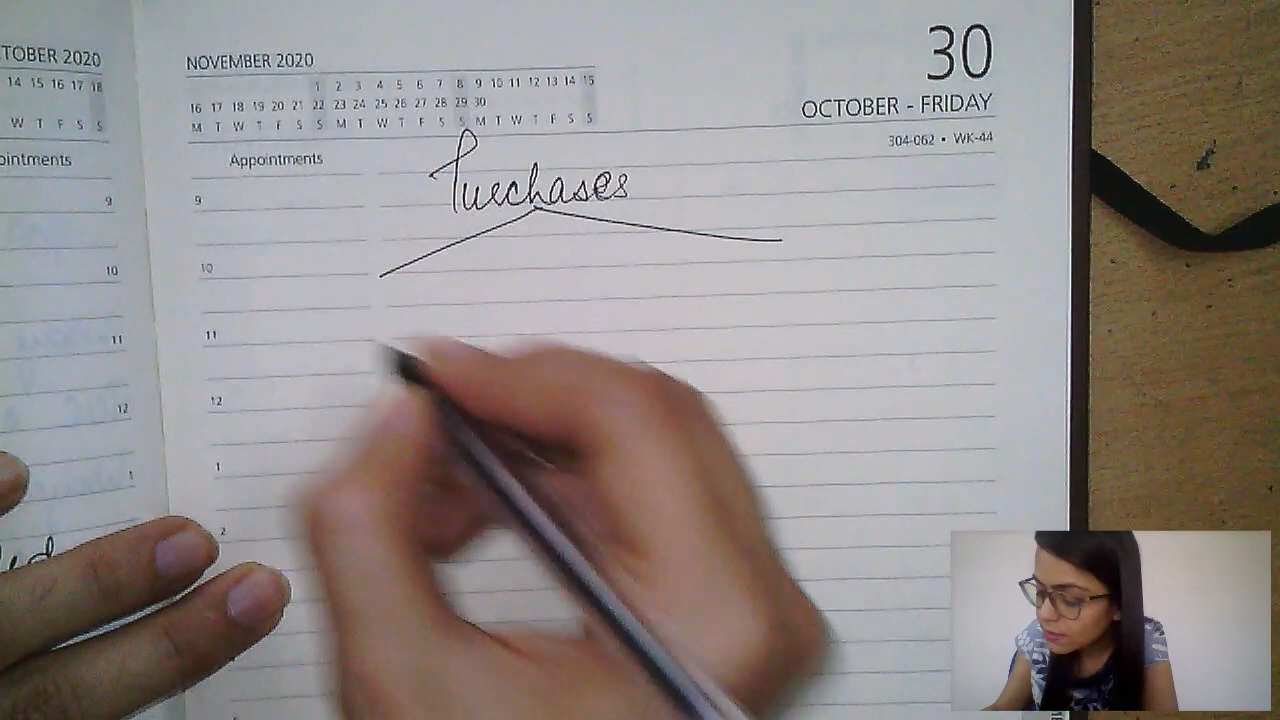 TOBER 2020
14 15 16 17 18
W T F S S
ointments
9
10
11
12
1
NOVEMBER 2020
1 2 3 4 5 6 7 8 9 10 11 12 13 14 15
16 17 18 19 20 21 22 23 24 25 26 27 28 29 30
M T W T F S S M T W T F S S M T W T F S S
30
OCTOBER - FRIDAY
304-062 • WK-44
Appointments
Purchases
9
10
11
12
1
2